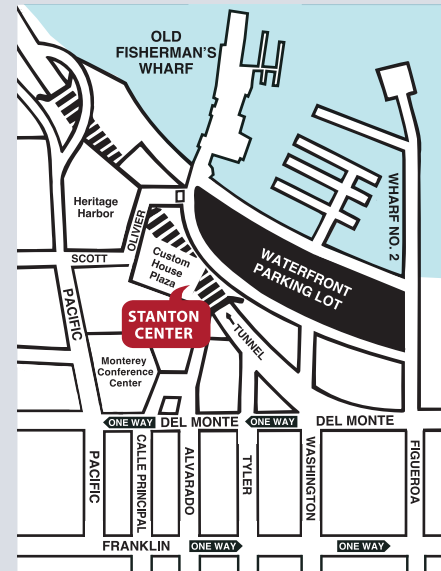 OLD
FISHERMAN'S
WHARF
WHARF NO. 2
Heritage
Harbor
OLIVIER
SCOTT
Custom
House
Plaza
WATERFRONT
PARKING LOT
PACIFIC
STANTON
CENTER
TUNNEL
Monterey
Conference
Center
ONE WAY
DEL MONTE
ONE WAY
DEL MONTE
PACIFIC
CALLE PRINCIPAL
ALVARADO
TYLER
WASHINGTON
FIGUEROA
FRANKLIN
ONE WAY
ONE WAY